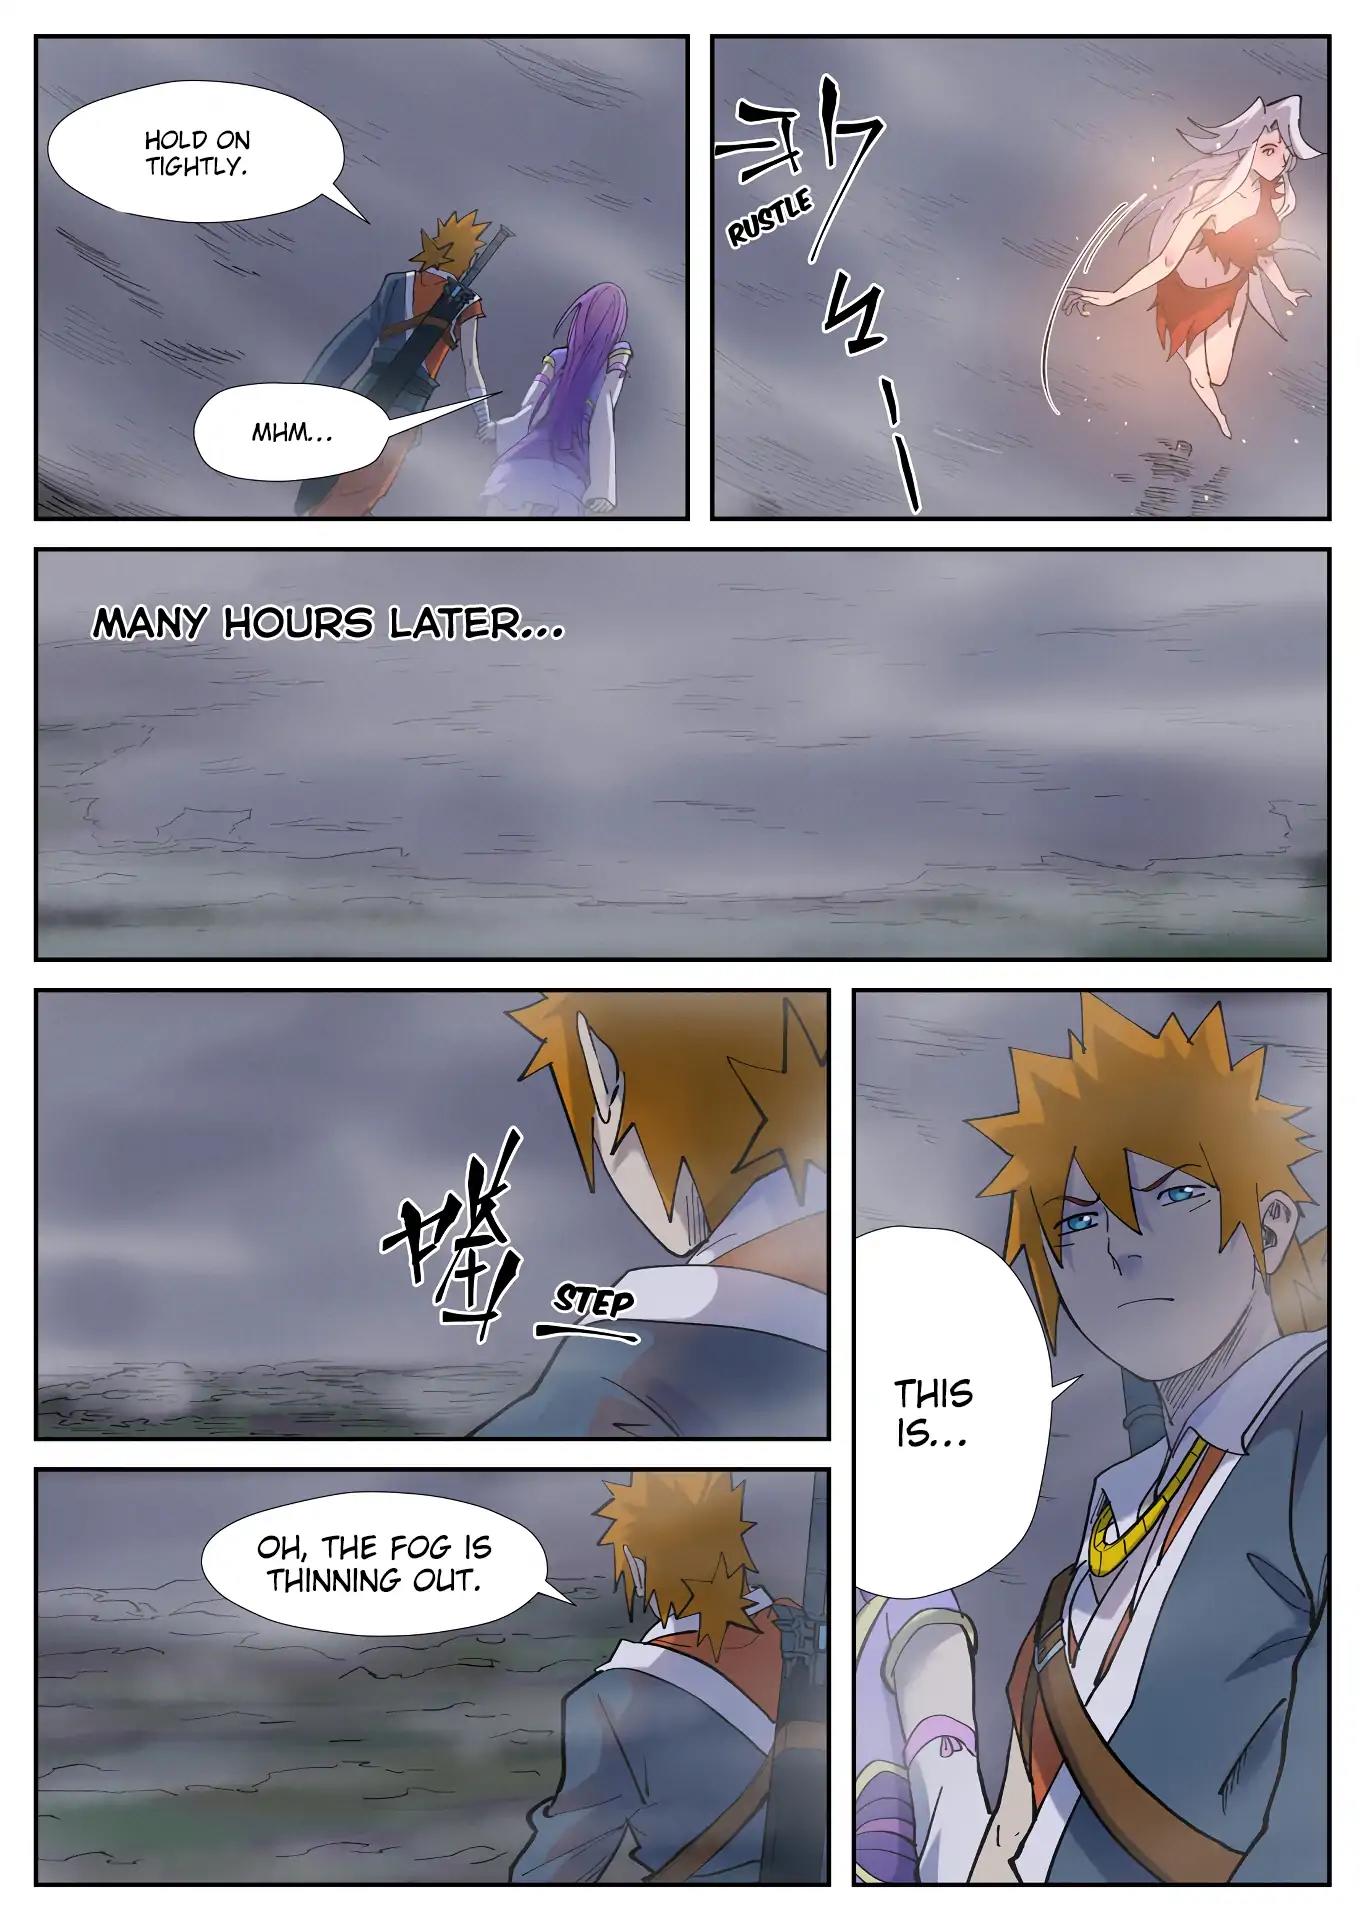 HOLD ON
TIGHTLY.
MHM...
RUSTLE
MANY HOURS LATER...
STEP
THIS
IS...
OH, THE FOG IS
THINNING OUT.